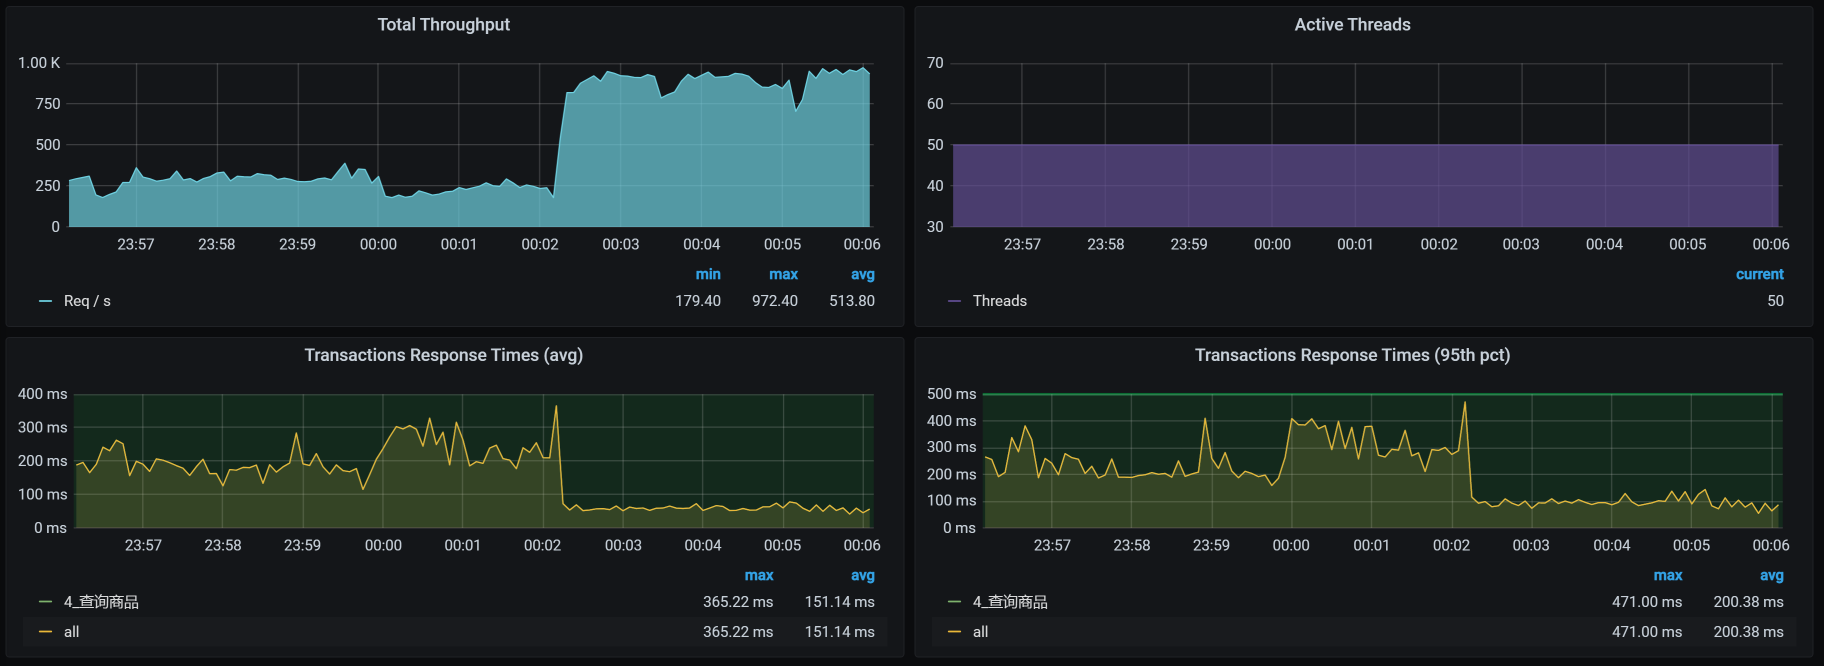 Total Throughput
1.00 K
750
500
250
0
23:57 23:58 23:59 00:00 00:01 00:02 00:03 00:04 00:05 00:06
min max avg
Req / s 179.40 972.40 513.80
Active Threads
70
60
50
40
30
23:57 23:58 23:59 00:00 00:01 00:02 00:03 00:04 00:05 00:06
current
Threads 50
Transactions Response Times (avg)
400 ms
300 ms
200 ms
100 ms
0 ms
23:57 23:58 23:59 00:00 00:01 00:02 00:03 00:04 00:05 00:06
max avg
4_查询商品 365.22 ms 151.14 ms
all 365.22 ms 151.14 ms
Transactions Response Times (95th pct)
500 ms
400 ms
300 ms
200 ms
100 ms
0 ms
23:57 23:58 23:59 00:00 00:01 00:02 00:03 00:04 00:05 00:06
max avg
4_查询商品 471.00 ms 200.38 ms
all 471.00 ms 200.38 ms